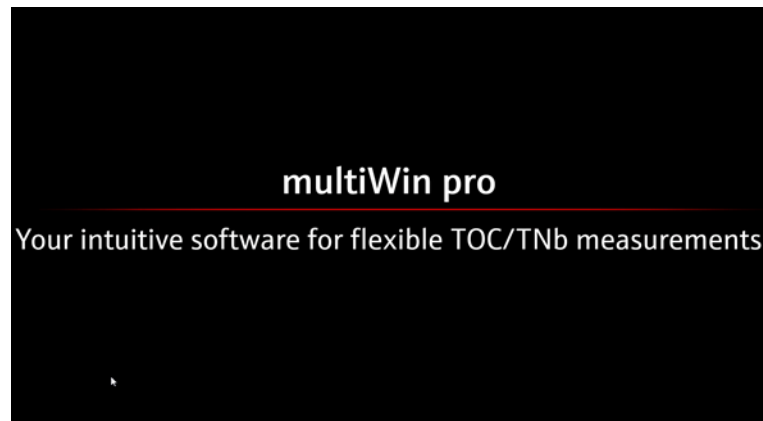 multiWin pro
Your intuitive software for flexible TOC/TNb measurements